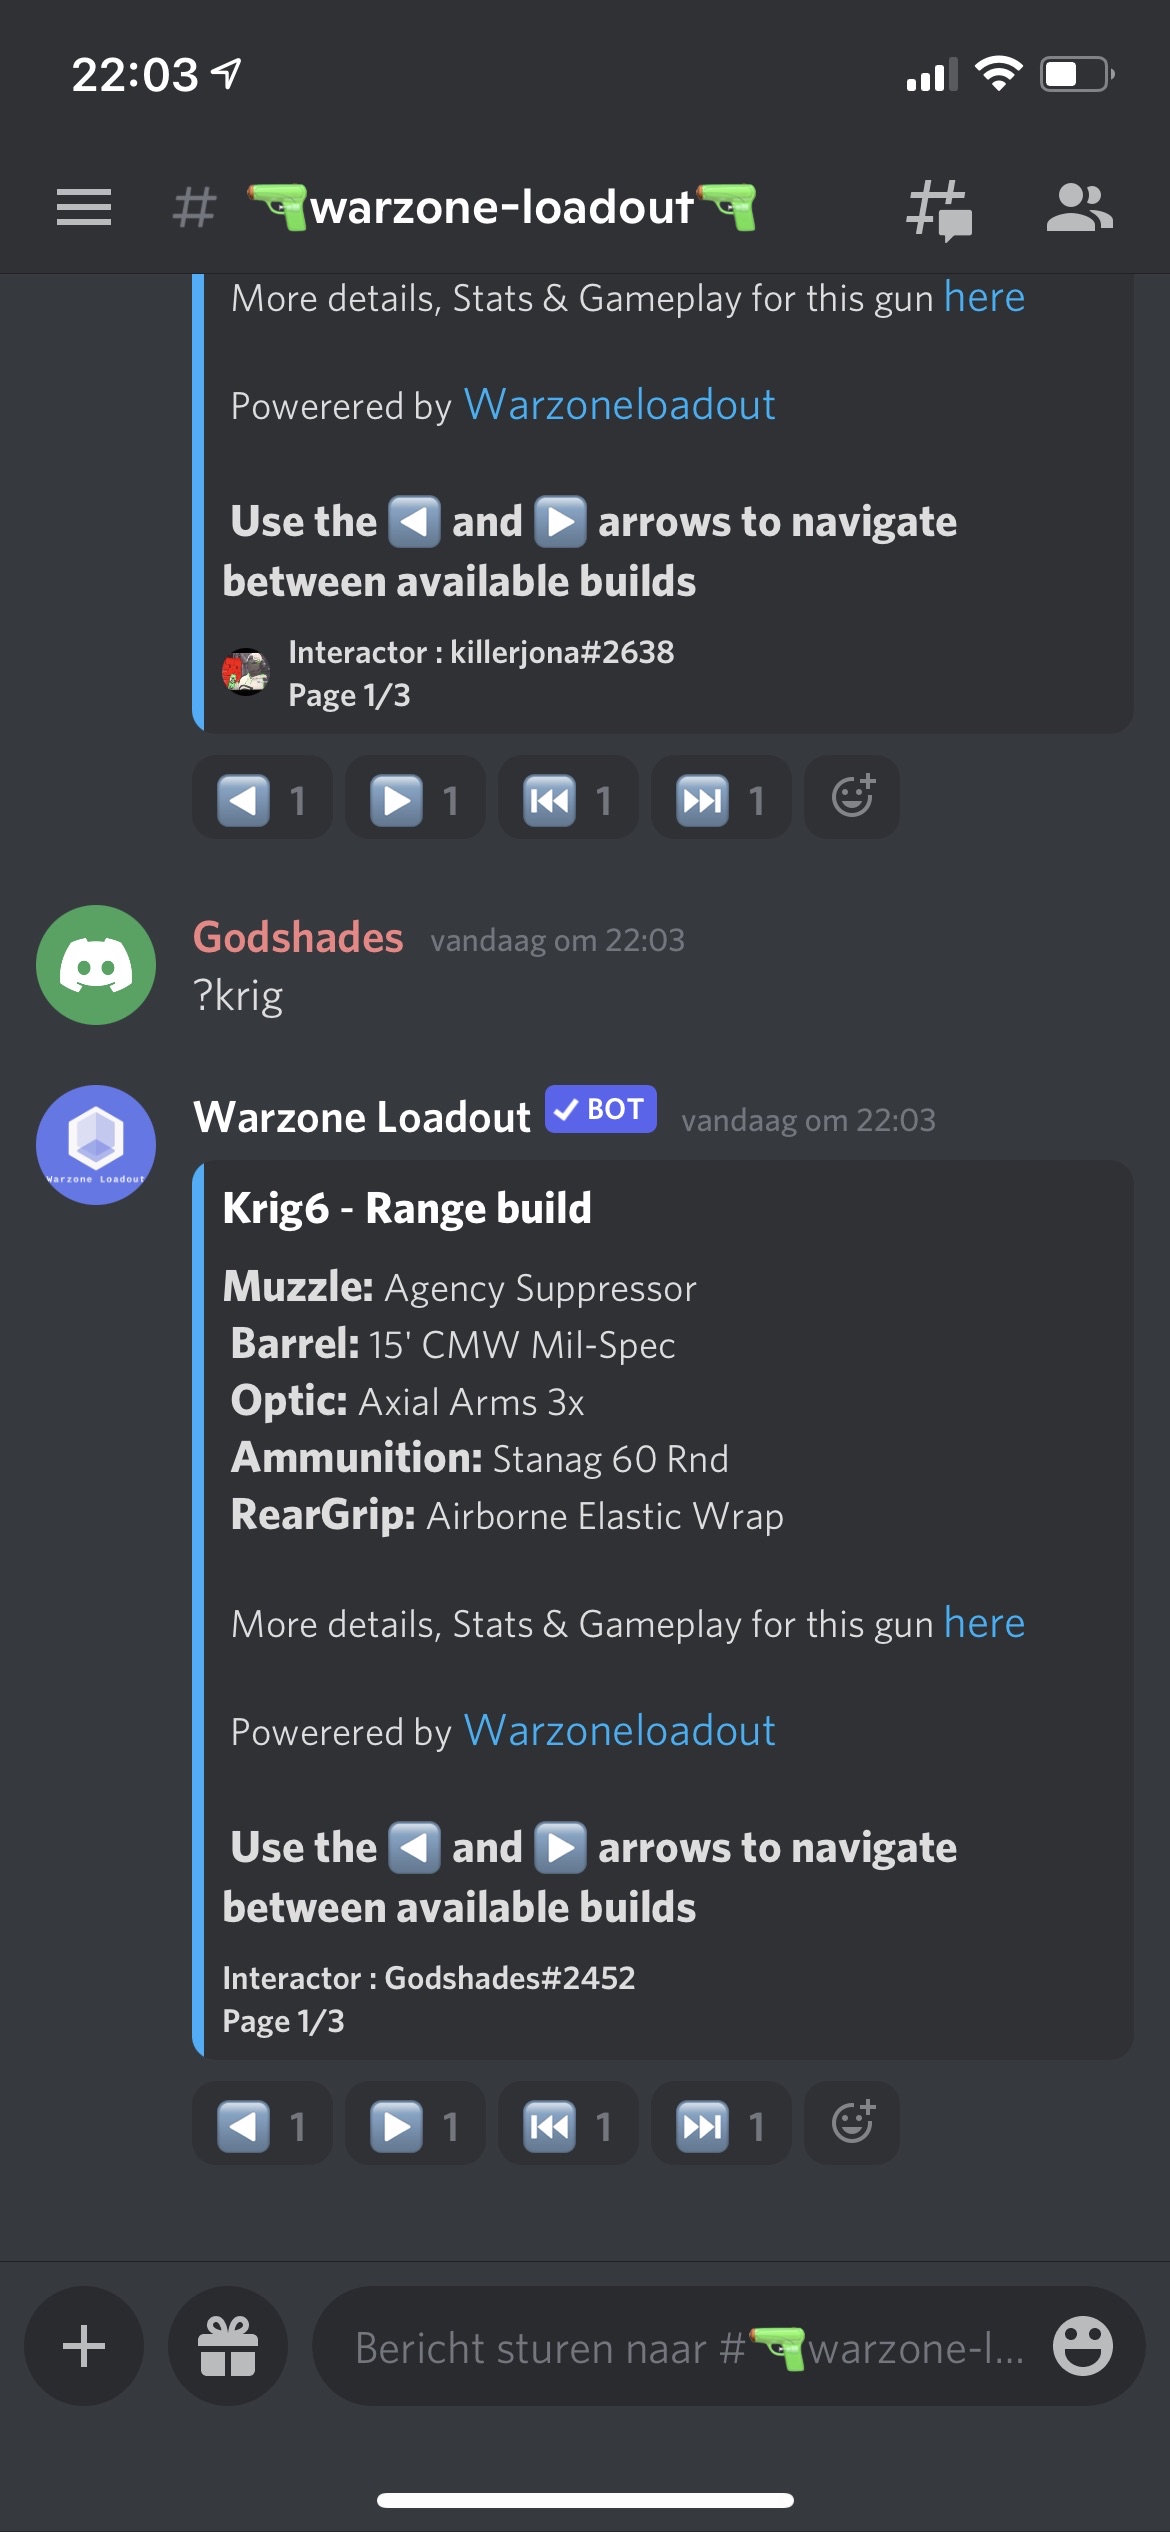 22:03
# 🔫warzone-loadout🔫
More details, Stats & Gameplay for this gun here
Powerered by Warzoneloadout
Use the ◀️ and ▶️ arrows to navigate
between available builds
Interactor : killerjona#2638
Page 1/3
◀️ 1 ▶️ 1 ⏮️ 1 ⏭️ 1
Godshades vandaag om 22:03
?krig
Warzone Loadout ✓ BOT vandaag om 22:03
Warzone Loadout
Krig6 - Range build
Muzzle: Agency Suppressor
Barrel: 15' CMW Mil-Spec
Optic: Axial Arms 3x
Ammunition: Stanag 60 Rnd
RearGrip: Airborne Elastic Wrap
More details, Stats & Gameplay for this gun here
Powerered by Warzoneloadout
Use the ◀️ and ▶️ arrows to navigate
between available builds
Interactor : Godshades#2452
Page 1/3
◀️ 1 ▶️ 1 ⏮️ 1 ⏭️ 1
Bericht sturen naar #🔫warzone-l...